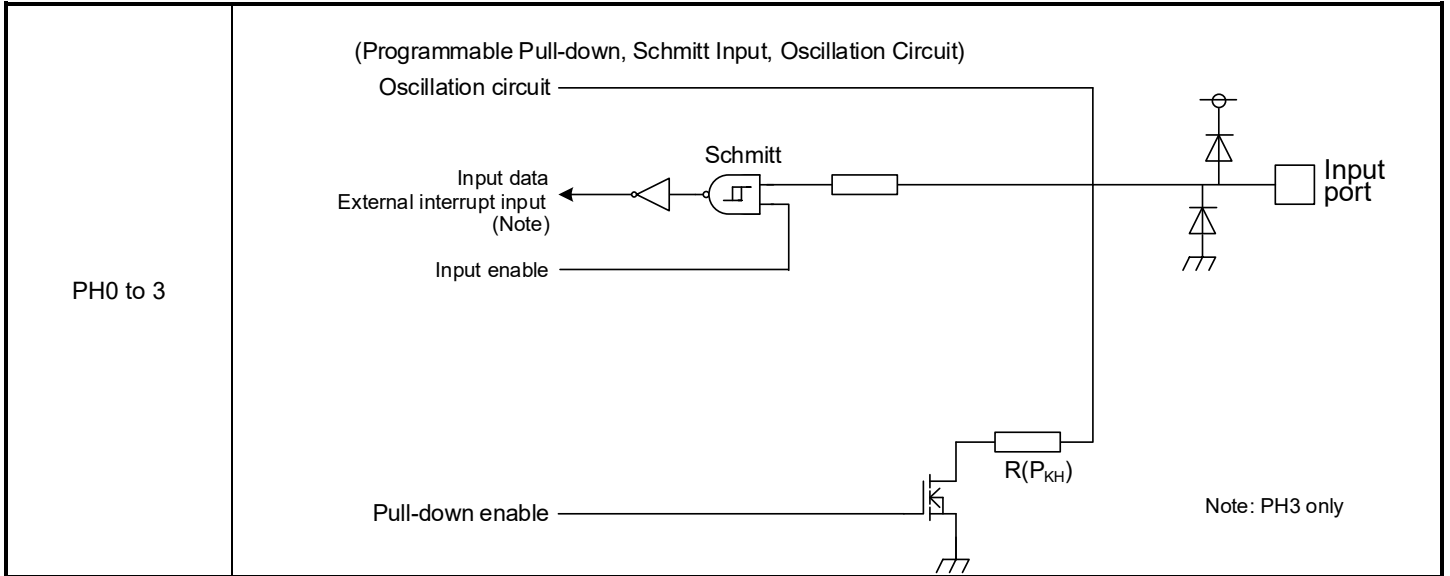 PH0 to 3
(Programmable Pull-down, Schmitt Input, Oscillation Circuit)
Oscillation circuit
Schmitt
Input data
External interrupt input
(Note)
Input
port
Input enable
R(PKH)
Pull-down enable
Note: PH3 only